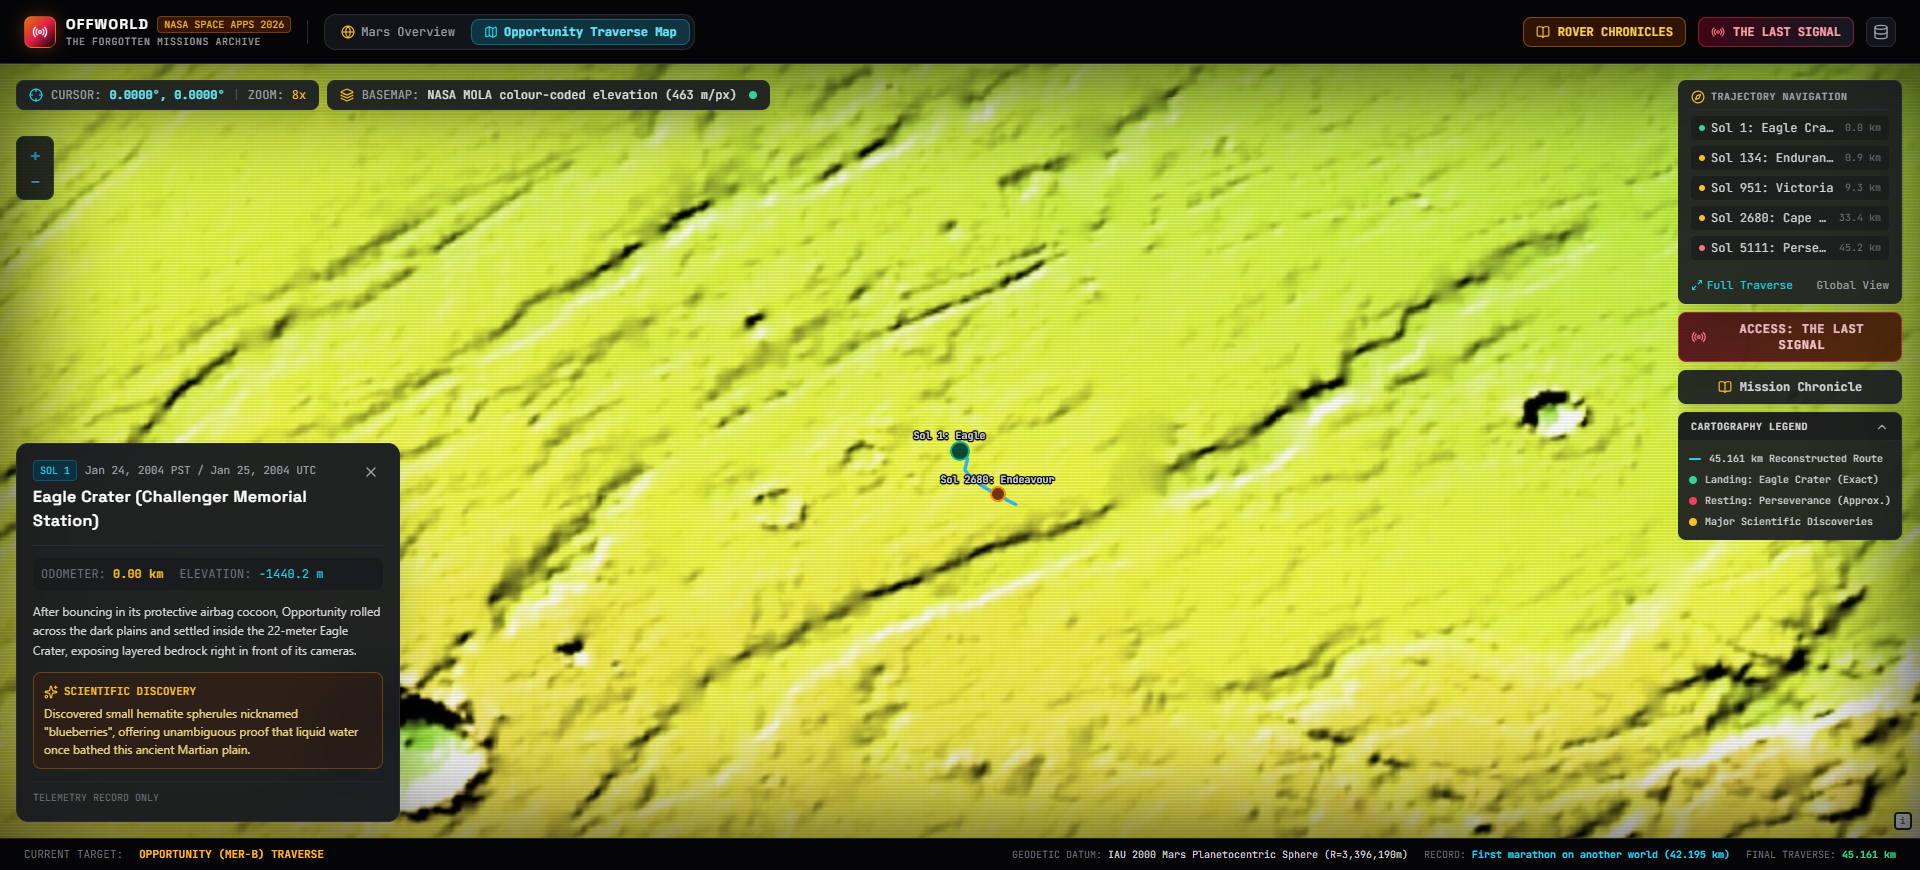 OFFWORLD NASA SPACE APPS 2026
THE FORGOTTEN MISSIONS ARCHIVE
Mars Overview
Opportunity Traverse Map
ROVER CHRONICLES
THE LAST SIGNAL
CURSOR: 0.0000°, 0.0000° | ZOOM: 8x
BASEMAP: NASA MOLA colour-coded elevation (463 m/px)
+
−
TRAJECTORY NAVIGATION
Sol 1: Eagle Cra… 0.0 km
Sol 134: Enduran… 0.9 km
Sol 951: Victoria 9.3 km
Sol 2680: Cape … 33.4 km
Sol 5111: Perse… 45.2 km
Full Traverse Global View
ACCESS: THE LAST
SIGNAL
Mission Chronicle
CARTOGRAPHY LEGEND
45.161 km Reconstructed Route
Landing: Eagle Crater (Exact)
Resting: Perseverance (Approx.)
Major Scientific Discoveries
Sol 1: Eagle
Sol 2680: Endeavour
SOL 1 Jan 24, 2004 PST / Jan 25, 2004 UTC
Eagle Crater (Challenger Memorial
Station)
ODOMETER: 0.00 km ELEVATION: -1440.2 m
After bouncing in its protective airbag cocoon, Opportunity rolled
across the dark plains and settled inside the 22-meter Eagle
Crater, exposing layered bedrock right in front of its cameras.
SCIENTIFIC DISCOVERY
Discovered small hematite spherules nicknamed
"blueberries", offering unambiguous proof that liquid water
once bathed this ancient Martian plain.
TELEMETRY RECORD ONLY
i
CURRENT TARGET: OPPORTUNITY (MER-B) TRAVERSE
GEODETIC DATUM: IAU 2000 Mars Planetocentric Sphere (R=3,396,190m)
RECORD: First marathon on another world (42.195 km)
FINAL TRAVERSE: 45.161 km